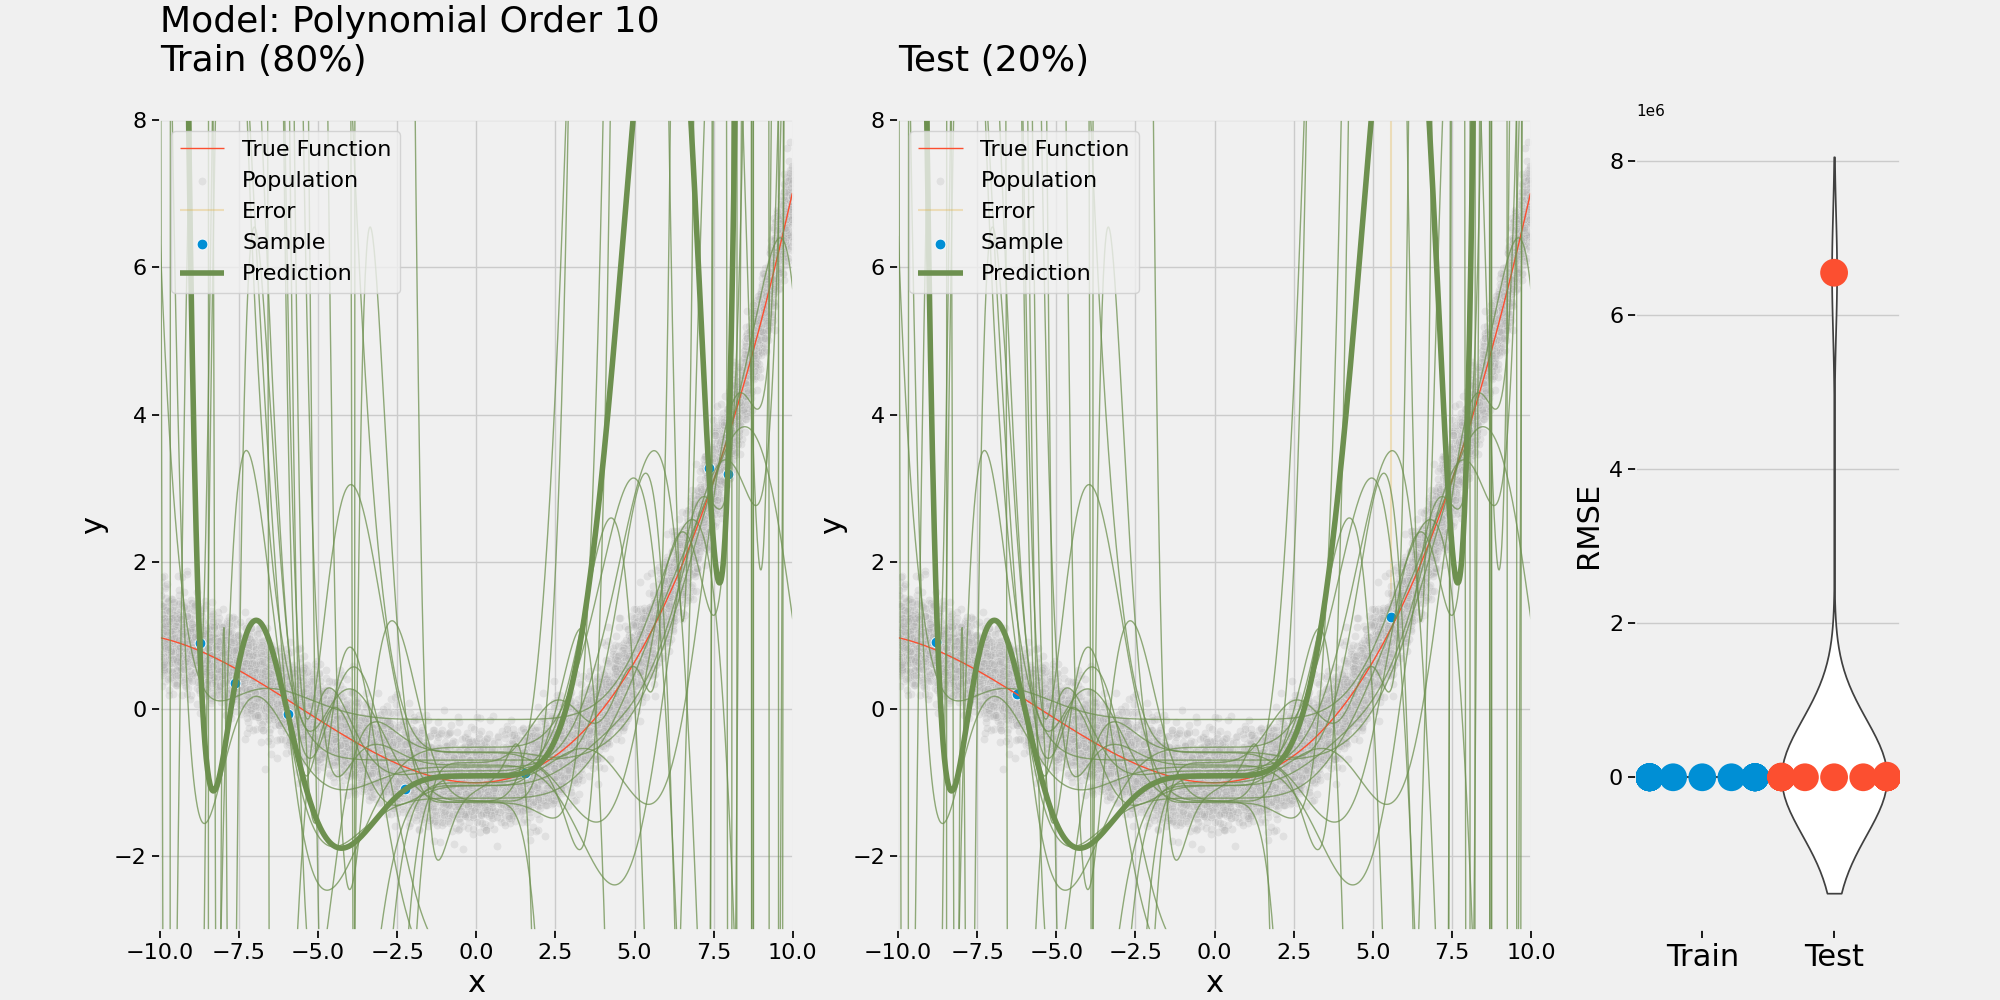 Model: Polynomial Order 10
Train (80%)
8
6
4
2
0
−2
y
True Function
Population
Error
Sample
Prediction
−10.0 −7.5 −5.0 −2.5 0.0 2.5 5.0 7.5 10.0
x
Test (20%)
8
6
4
2
0
−2
y
True Function
Population
Error
Sample
Prediction
−10.0 −7.5 −5.0 −2.5 0.0 2.5 5.0 7.5 10.0
x
1e6
8
6
4
2
0
RMSE
Train Test